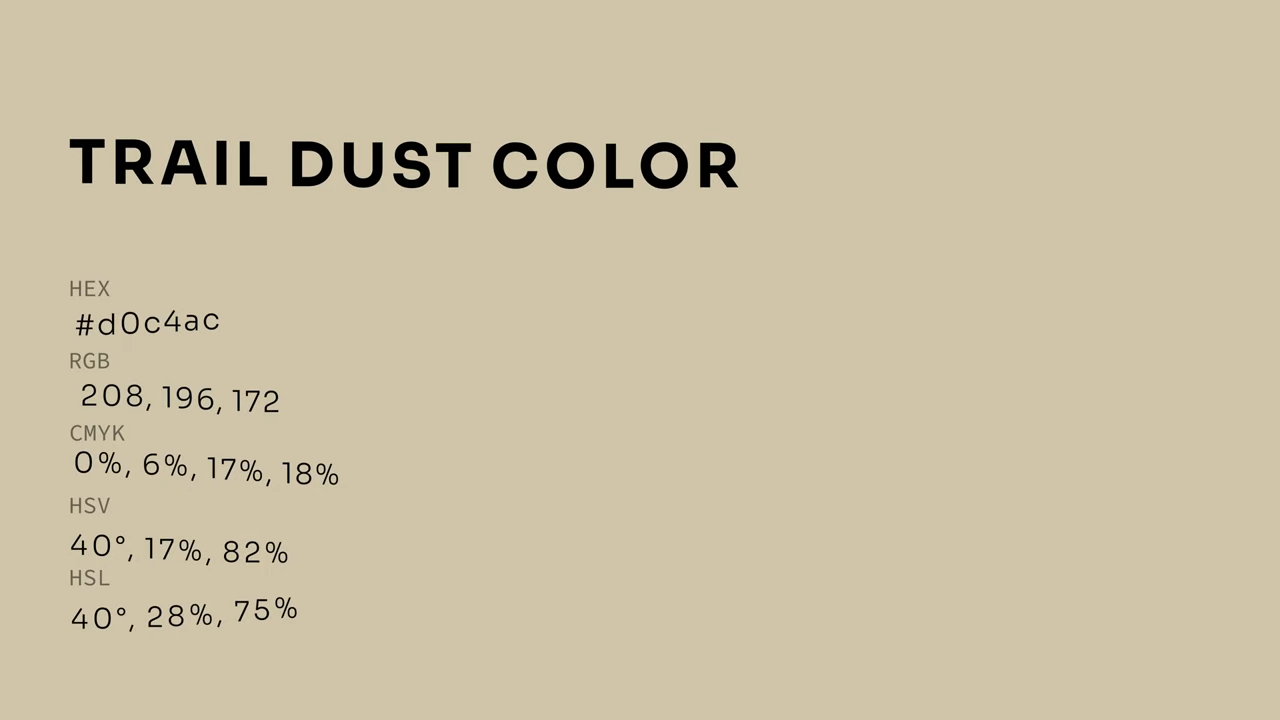 TRAIL DUST COLOR
HEX
#d0c4ac
RGB
208, 196, 172
CMYK
0%, 6%, 17%, 18%
HSV
40°, 17%, 82%
HSL
40°, 28%, 75%